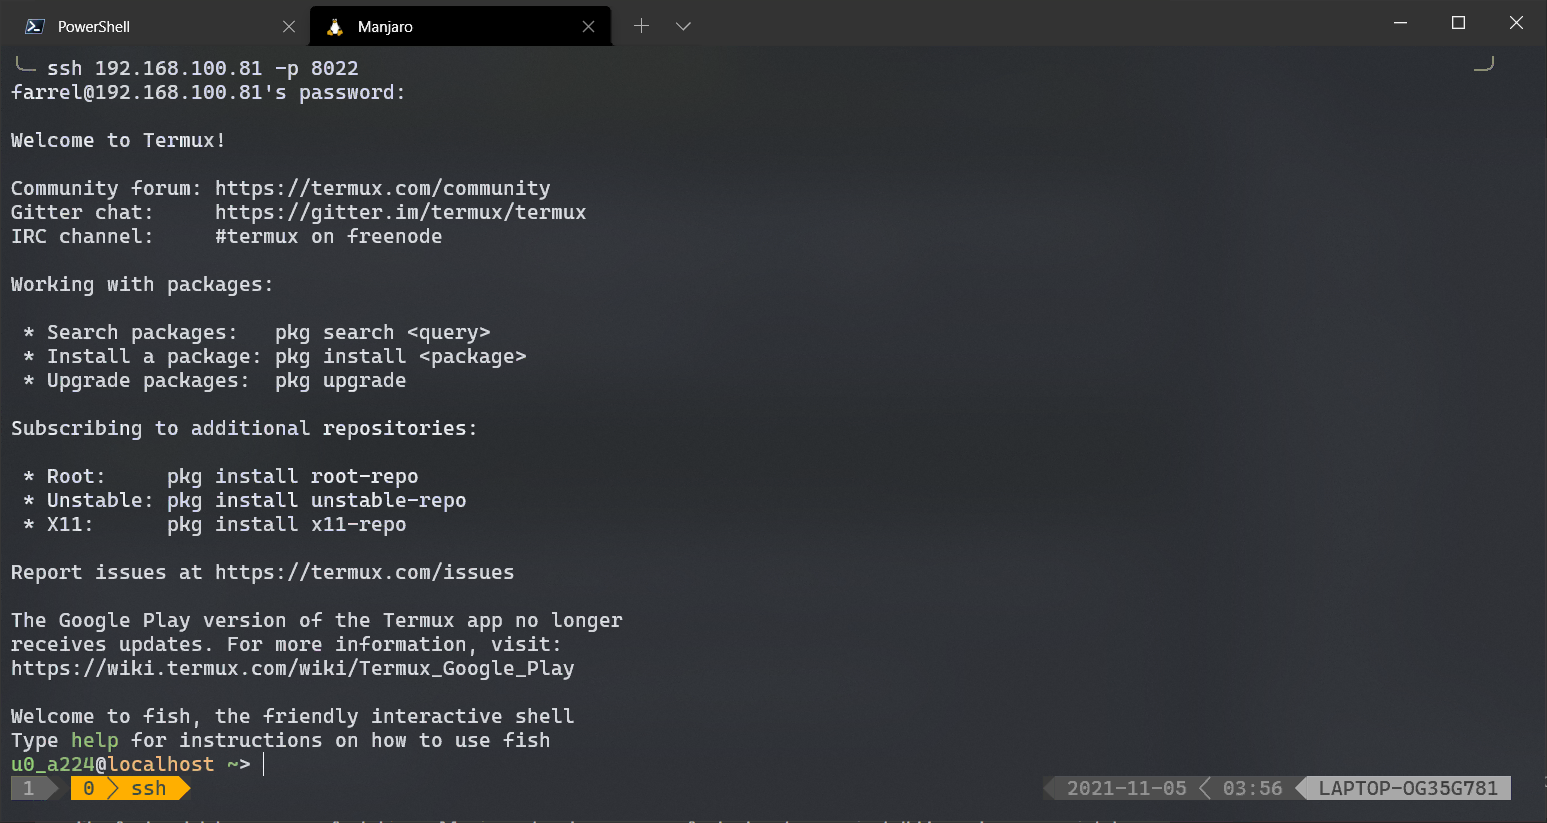 PowerShell
Manjaro
ssh 192.168.100.81 -p 8022
farrel@192.168.100.81's password:
Welcome to Termux!
Community forum: https://termux.com/community
Gitter chat:     https://gitter.im/termux/termux
IRC channel:     #termux on freenode
Working with packages:
* Search packages:   pkg search <query>
* Install a package: pkg install <package>
* Upgrade packages:  pkg upgrade
Subscribing to additional repositories:
* Root:     pkg install root-repo
* Unstable: pkg install unstable-repo
* X11:      pkg install x11-repo
Report issues at https://termux.com/issues
The Google Play version of the Termux app no longer
receives updates. For more information, visit:
https://wiki.termux.com/wiki/Termux_Google_Play
Welcome to fish, the friendly interactive shell
Type help for instructions on how to use fish
u0_a224@localhost ~>
1 0 ssh 2021-11-05 03:56 LAPTOP-OG35G781